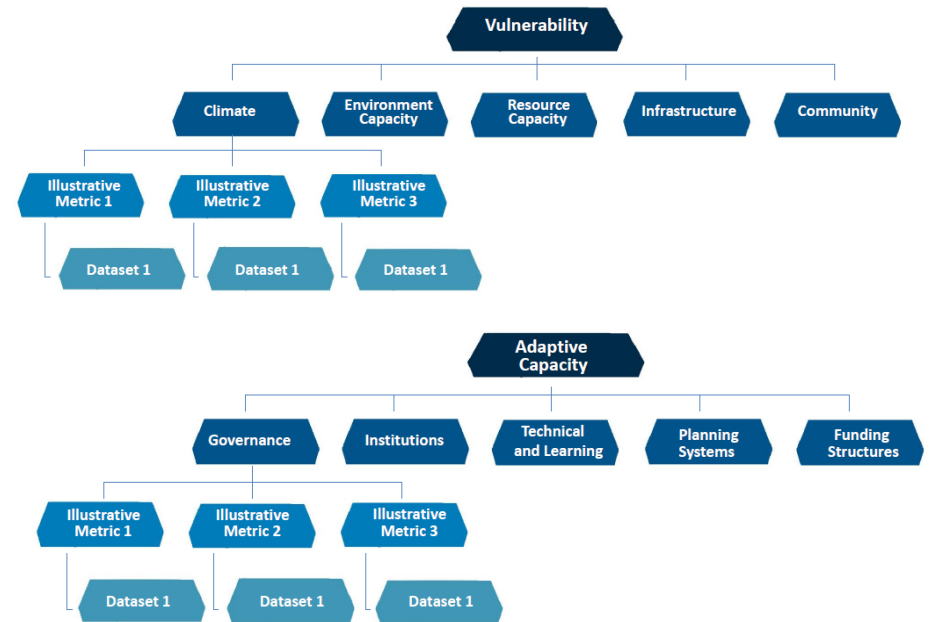 Vulnerability
Climate
Environment
Capacity
Resource
Capacity
Infrastructure
Community
Illustrative
Metric 1
Illustrative
Metric 2
Illustrative
Metric 3
Dataset 1
Dataset 1
Dataset 1
Adaptive
Capacity
Governance
Institutions
Technical
and Learning
Planning
Systems
Funding
Structures
Illustrative
Metric 1
Illustrative
Metric 2
Illustrative
Metric 3
Dataset 1
Dataset 1
Dataset 1